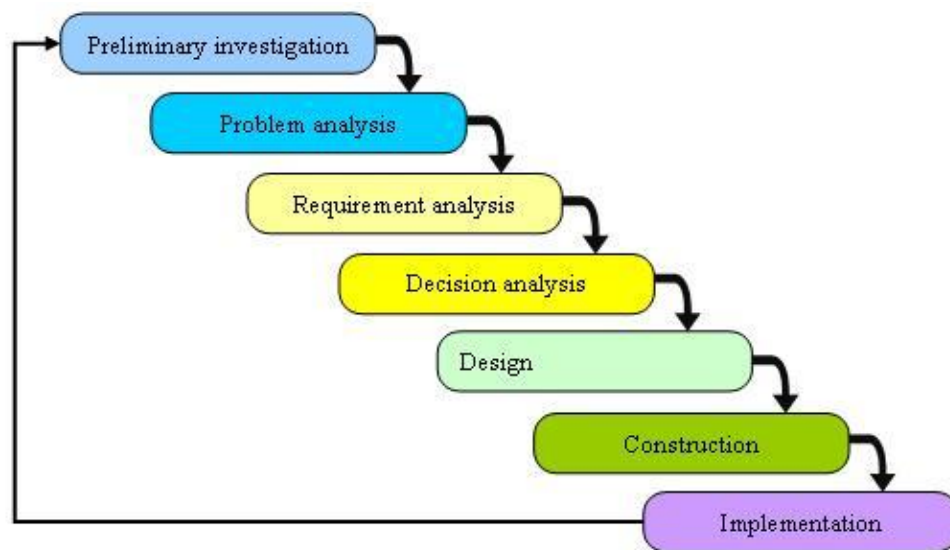 Preliminary investigation
Problem analysis
Requirement analysis
Decision analysis
Design
Construction
Implementation